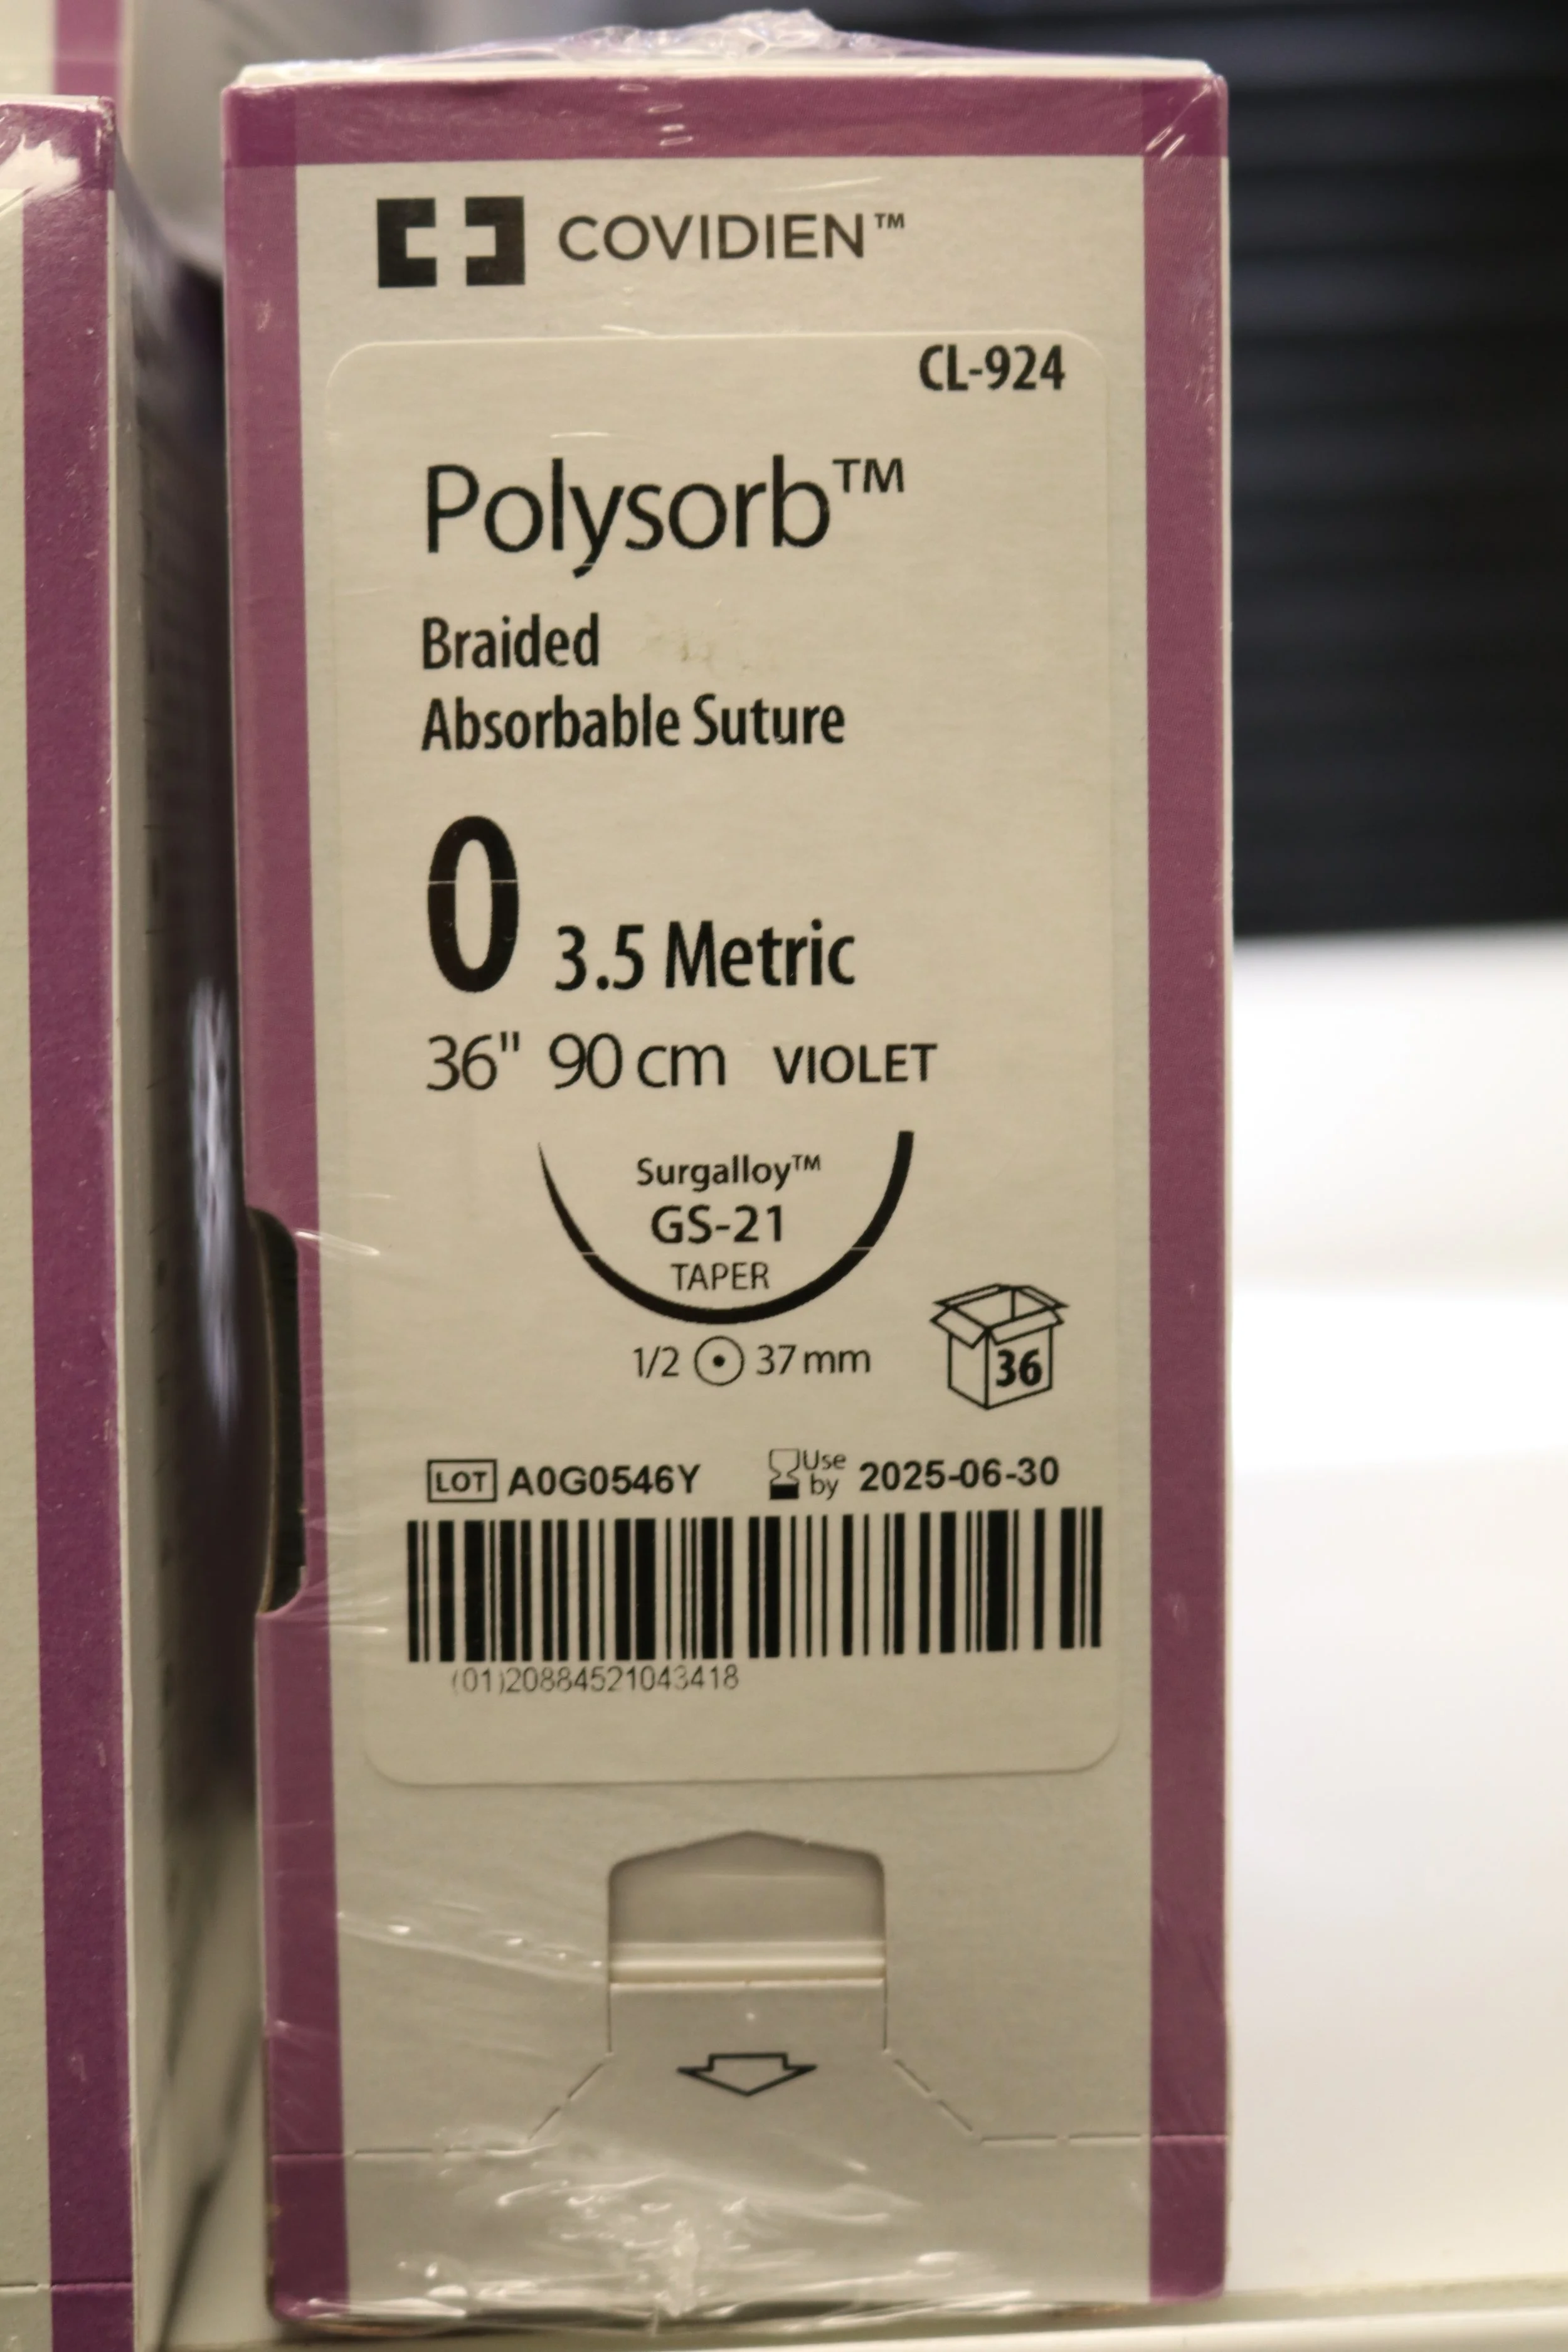 COVIDIEN™
CL-924
Polysorb™
Braided
Absorbable Suture
0 3.5 Metric
36" 90 cm VIOLET
Surgalloy™
GS-21
TAPER
1/2 37 mm
36
LOT A0G0546Y Use by 2025-06-30
(01)20884521043418